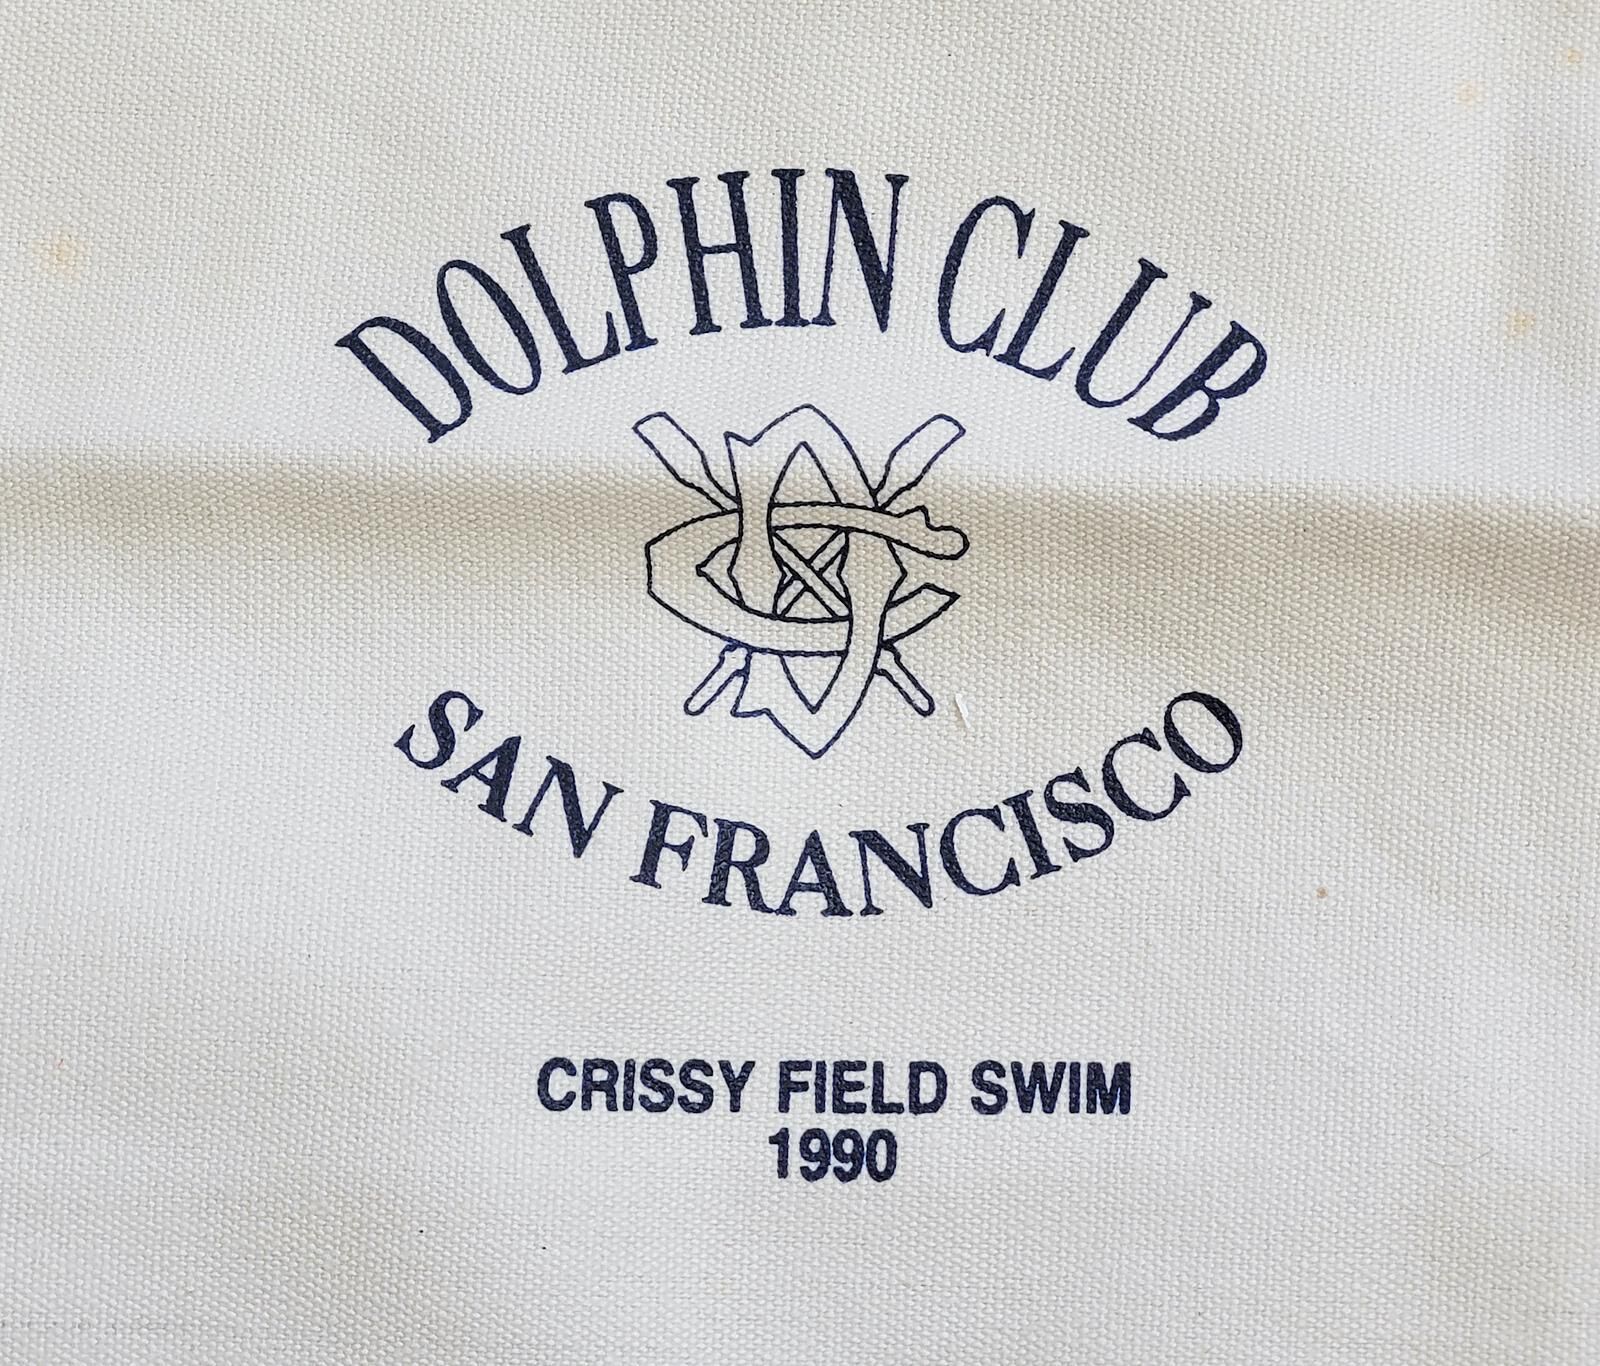 DOLPHIN CLUB
SAN FRANCISCO
CRISSY FIELD SWIM
1990